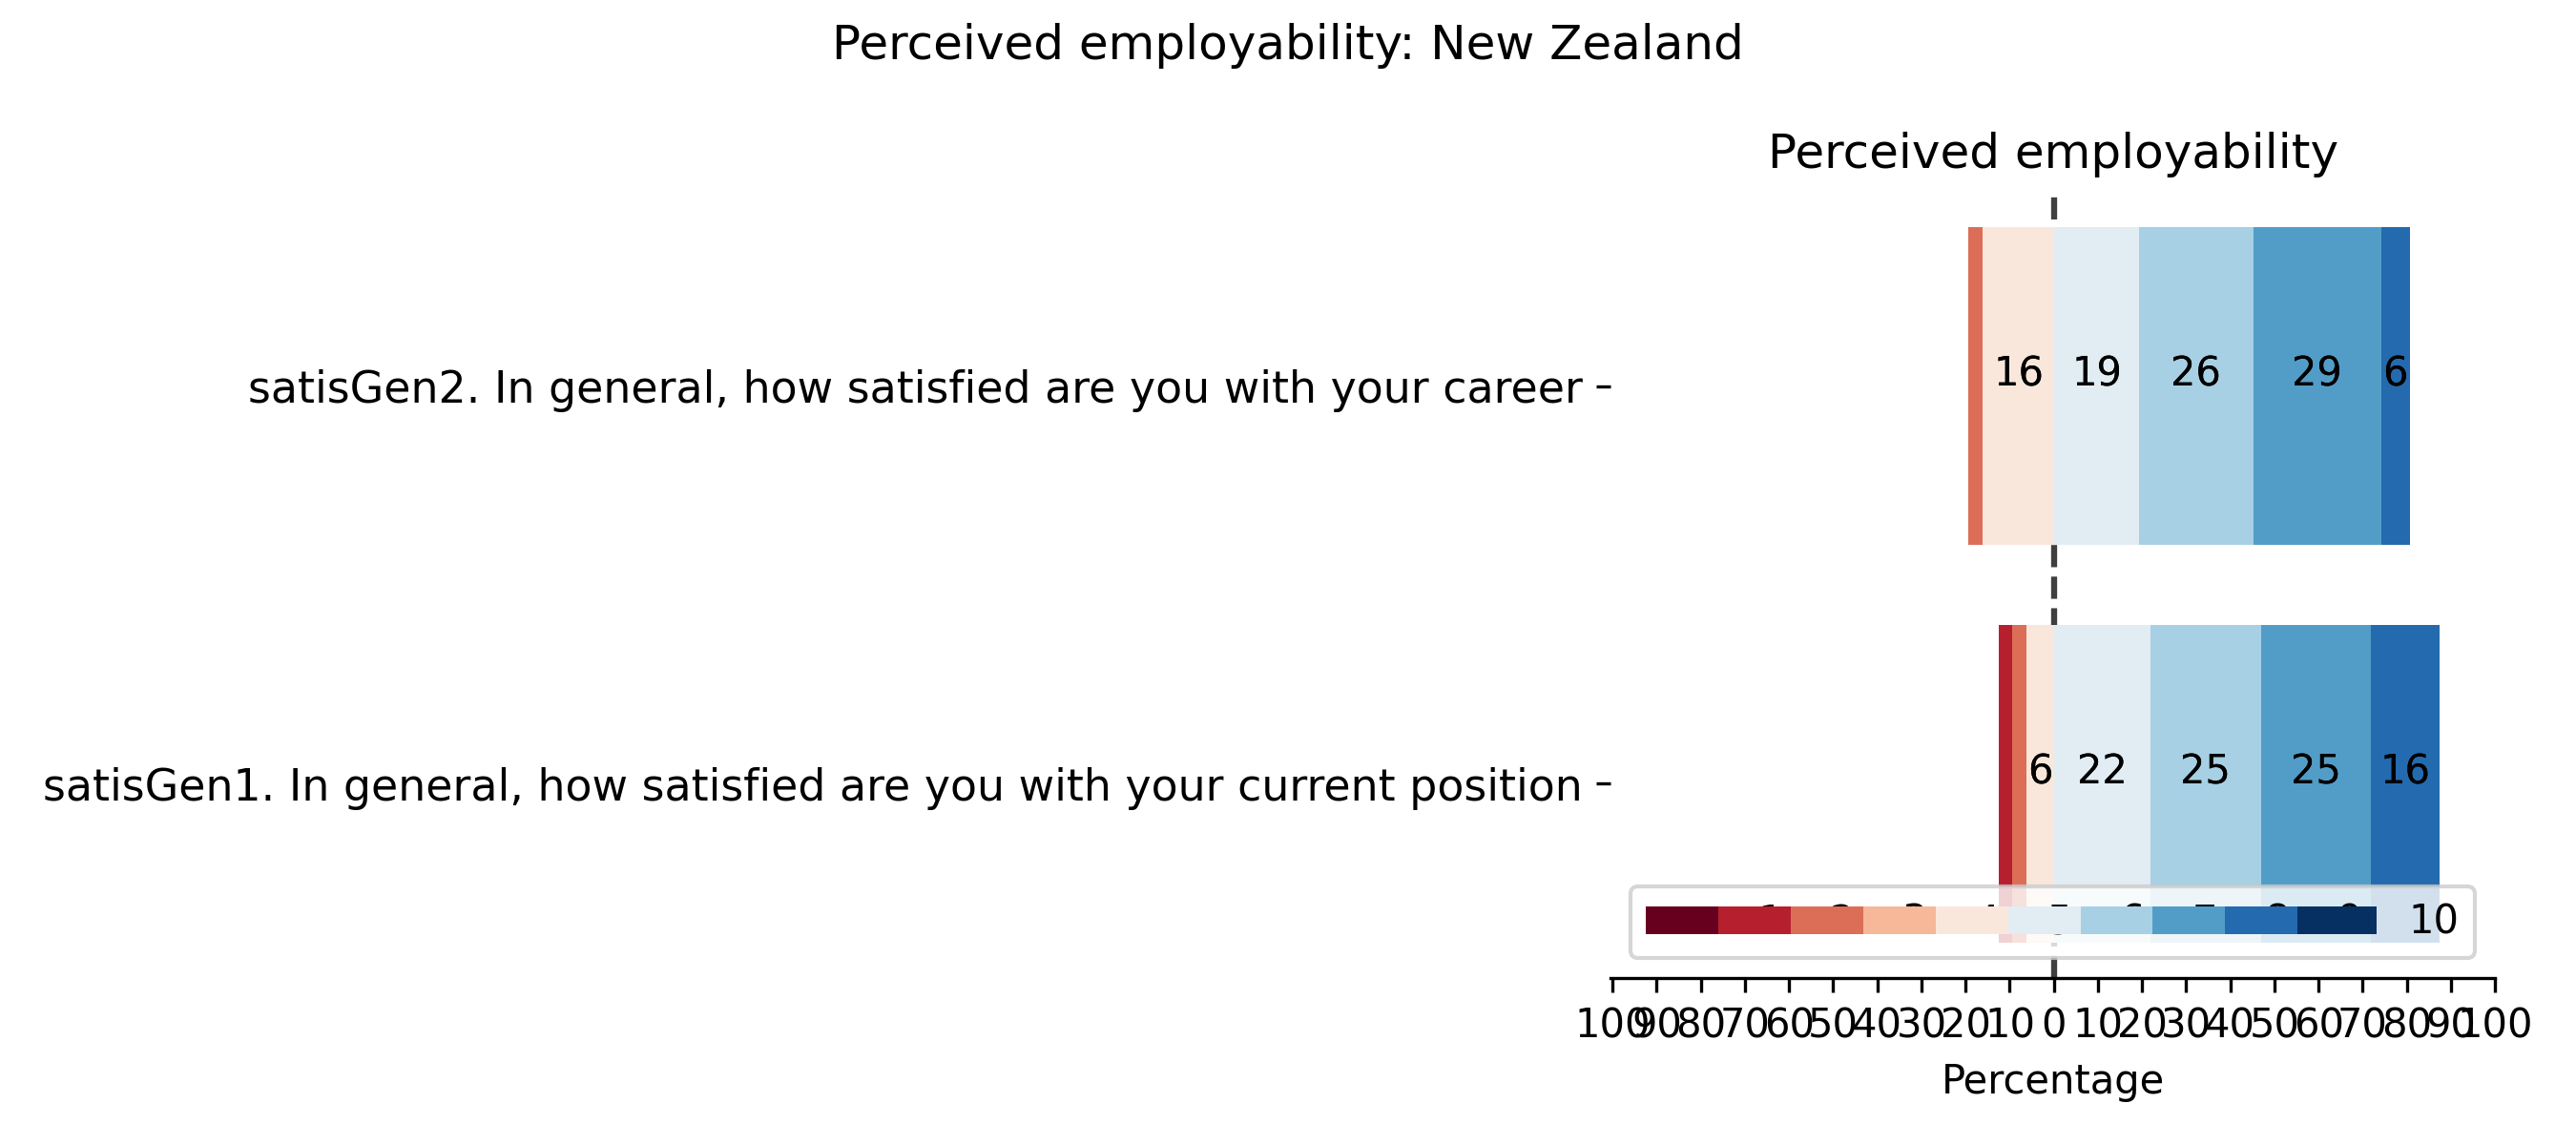 Perceived employability: New Zealand
Perceived employability
satisGen2. In general, how satisfied are you with your career
16 19 26 29 6
satisGen1. In general, how satisfied are you with your current position
6 22 25 25 16
10
100 90 80 70 60 50 40 30 20 10 0 10 20 30 40 50 60 70 80 90 100
Percentage